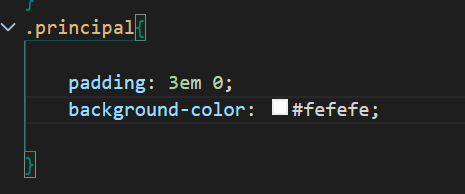 }
.principal{
padding: 3em 0;
background-color: #fefefe;
}